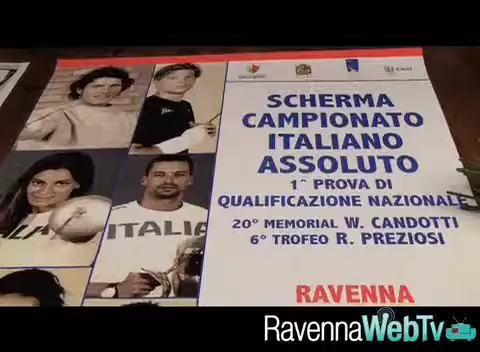 SCHERMA
CAMPIONATO
ITALIANO
ASSOLUTO
1^ PROVA DI
QUALIFICAZIONE NAZIONALE
20° MEMORIAL W. CANDOTTI
6° TROFEO R. PREZIOSI
RAVENNA
ITALIA
RavennaWebTv